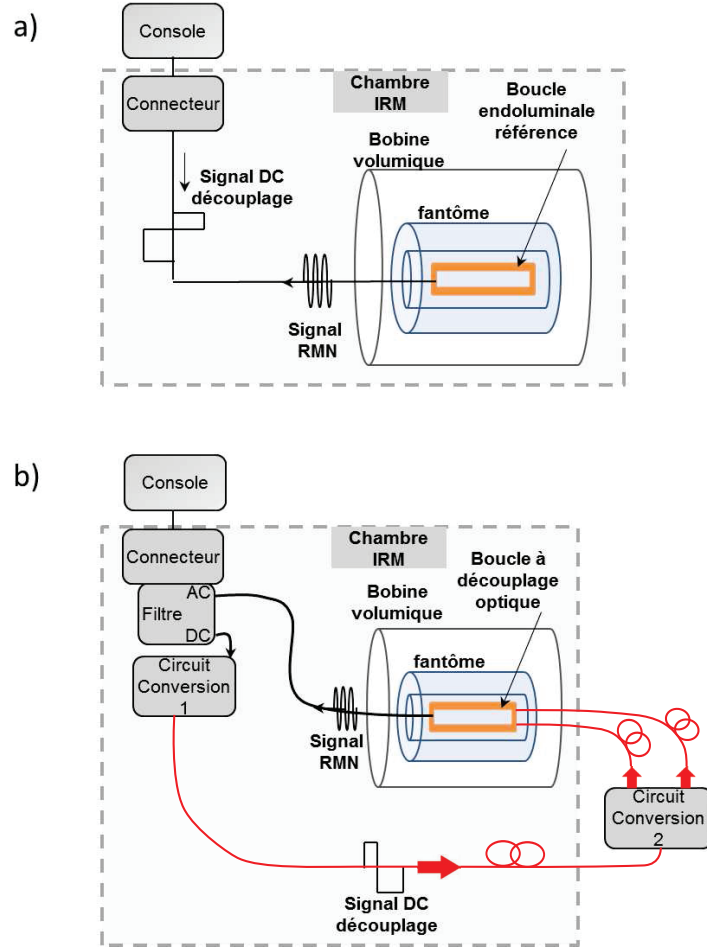 a)
Console
Connecteur
Chambre
IRM
Boucle
endoluminale
référence
Bobine
volumique
Signal DC
découplage
fantôme
Signal
RMN
b)
Console
Connecteur
Chambre
IRM
AC
Filtre
DC
Boucle à
découplage
optique
Bobine
volumique
fantôme
Circuit
Conversion
1
Signal
RMN
Circuit
Conversion
2
Signal DC
découplage